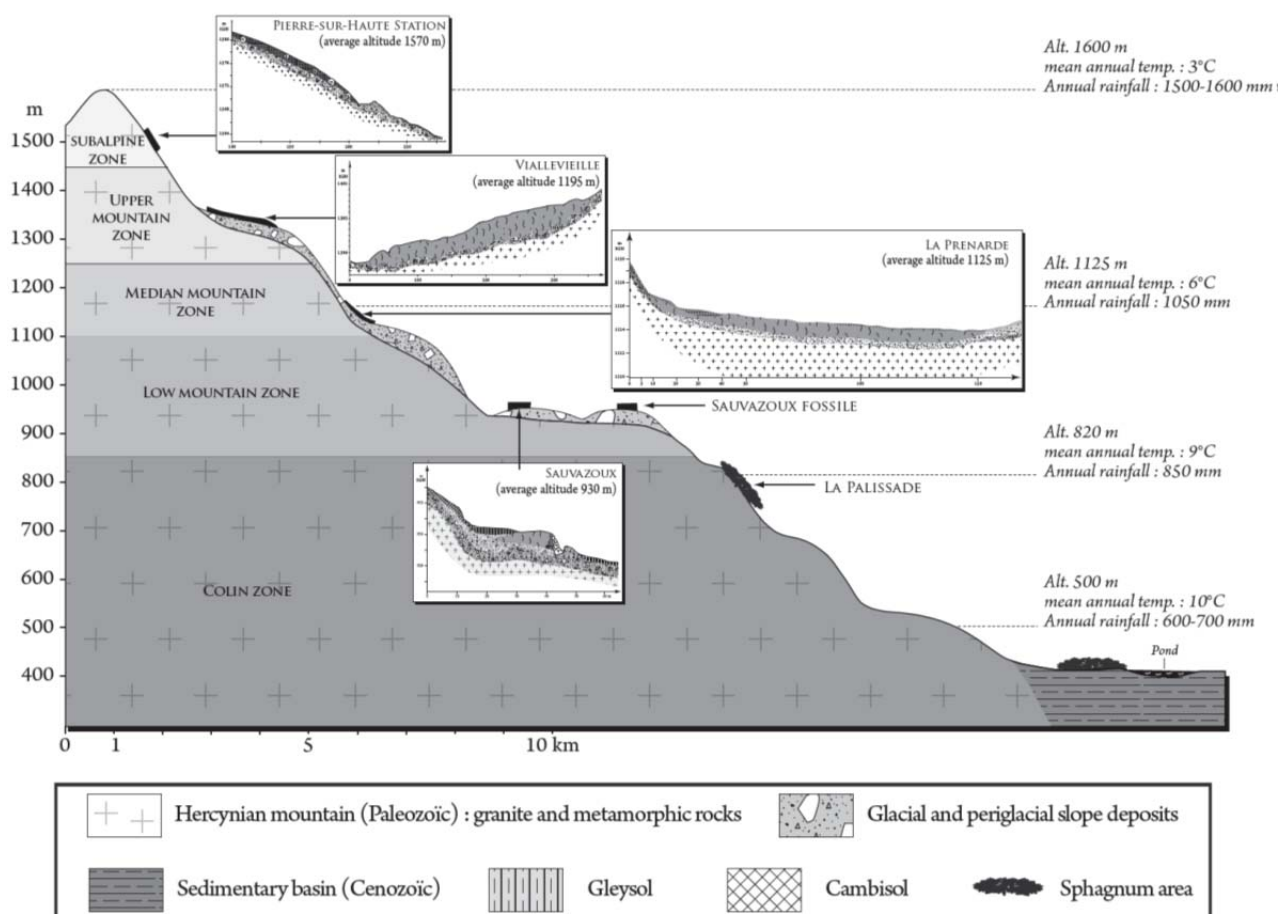 PIERRE-SUR-HAUTE STATION
(average altitude 1570 m)
Alt. 1600 m
mean annual temp. : 3°C
Annual rainfall : 1500-1600 mm
m
1500
1400
1300
1200
1100
1000
900
800
700
600
500
400
SUBALPINE
ZONE
UPPER
MOUNTAIN
ZONE
MEDIAN MOUNTAIN
ZONE
LOW MOUNTAIN ZONE
COLIN ZONE
VIALLEVIEILLE
(average altitude 1195 m)
LA PRENARDE
(average altitude 1125 m)
Alt. 1125 m
mean annual temp. : 6°C
Annual rainfall : 1050 mm
SAUVAZOUX FOSSILE
SAUVAZOUX
(average altitude 930 m)
Alt. 820 m
mean annual temp. : 9°C
Annual rainfall : 850 mm
LA PALISSADE
Alt. 500 m
mean annual temp. : 10°C
Annual rainfall : 600-700 mm
Pond
0 1 5 10 km
Hercynian mountain (Paleozoïc) : granite and metamorphic rocks
Glacial and periglacial slope deposits
Sedimentary basin (Cenozoïc)
Gleysol
Cambisol
Sphagnum area